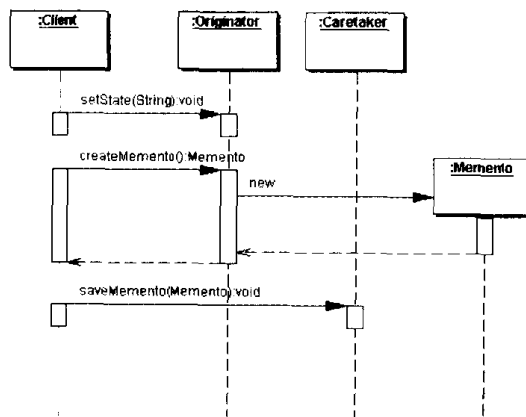 :Client
:Originator
:Caretaker
setState(String):void
createMemento():Memento
new
:Memento
saveMemento(Memento):void